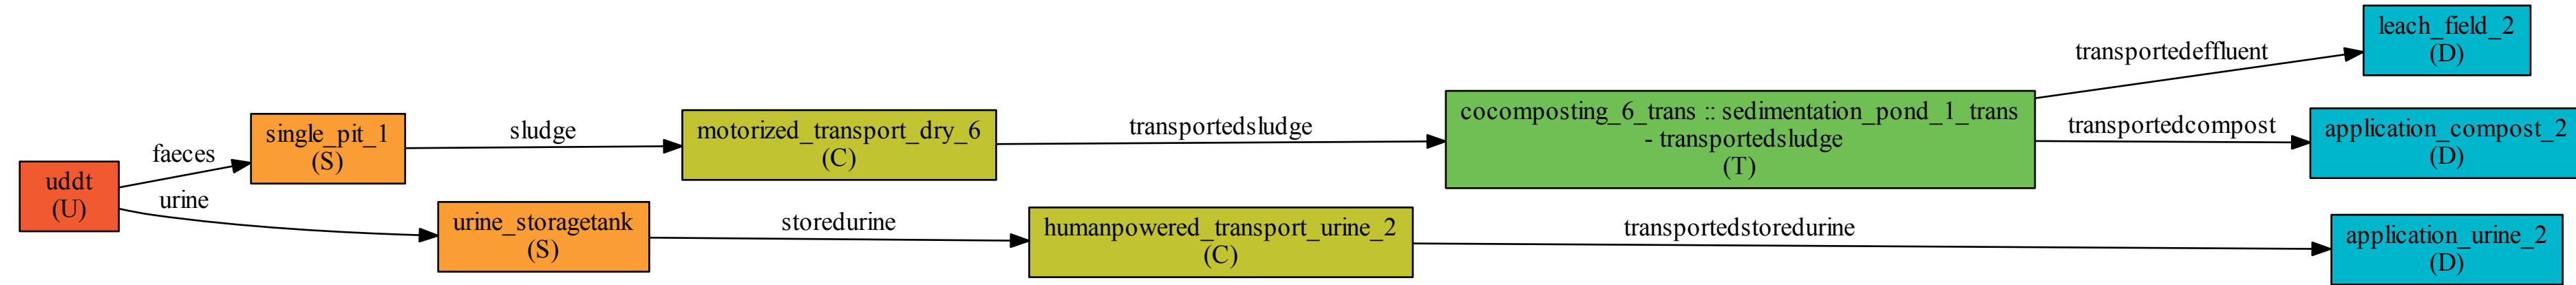 uddt
(U)
faeces
urine
single_pit_1
(S)
urine_storagetank
(S)
sludge
storedurine
motorized_transport_dry_6
(C)
humanpowered_transport_urine_2
(C)
transportedsludge
transportedstoredurine
cocomposting_6_trans :: sedimentation_pond_1_trans
- transportedsludge
(T)
transportedeffluent
transportedcompost
leach_field_2
(D)
application_compost_2
(D)
application_urine_2
(D)